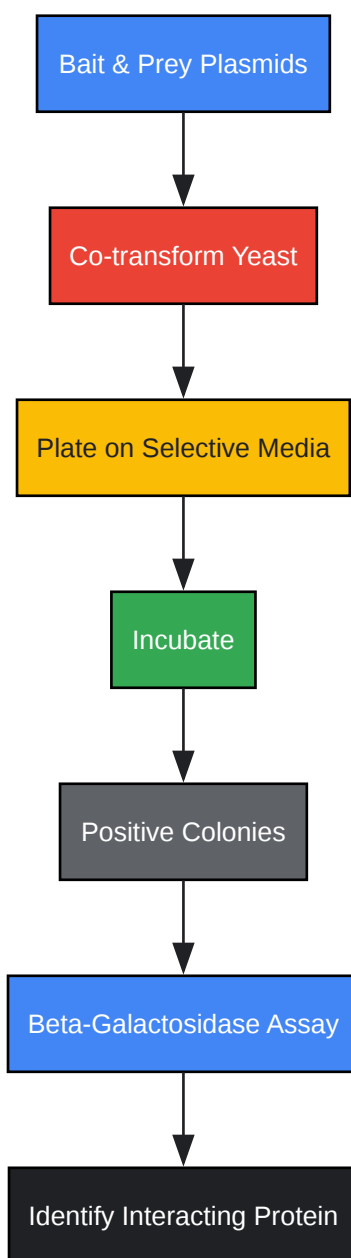 Bait & Prey Plasmids
Co-transform Yeast
Plate on Selective Media
Incubate
Positive Colonies
Beta-Galactosidase Assay
Identify Interacting Protein